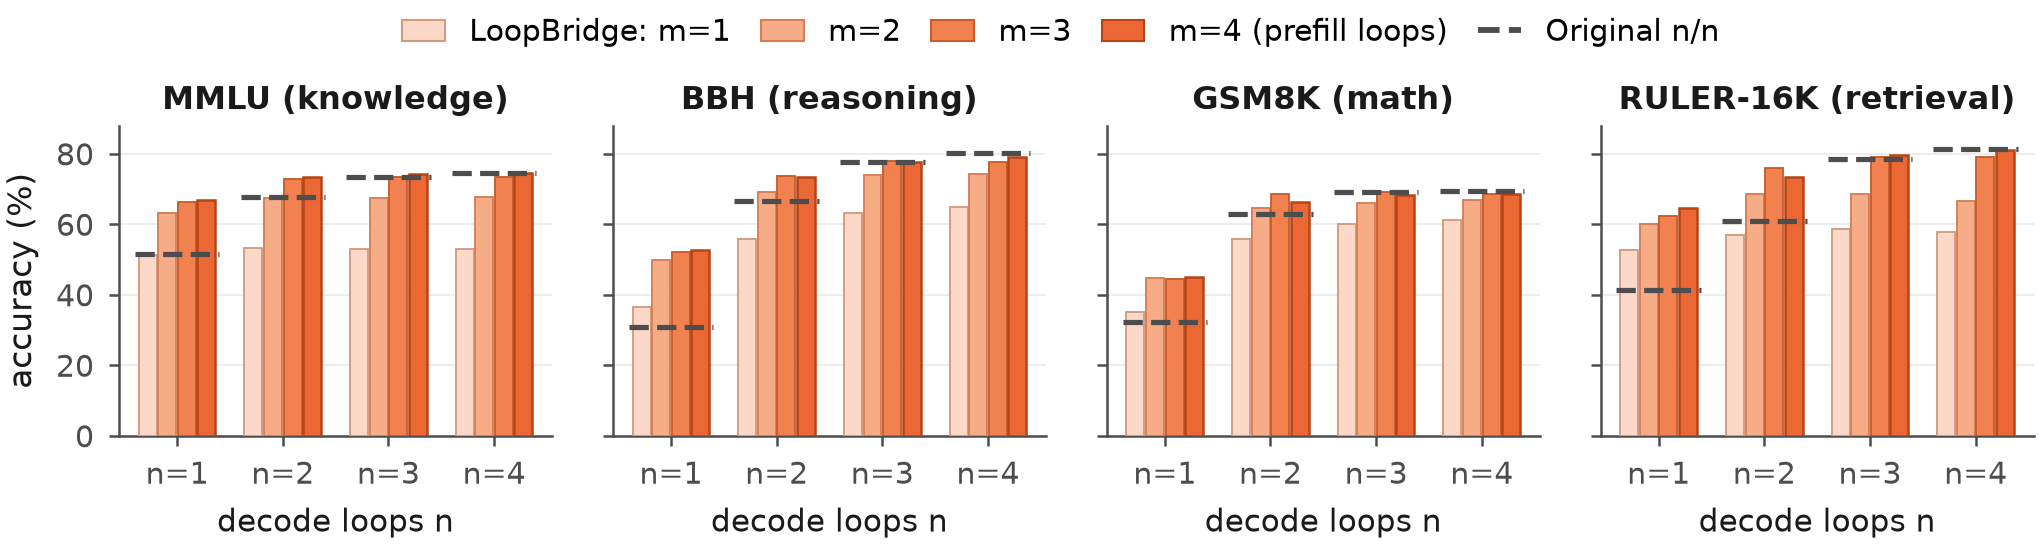 LoopBridge: m=1 m=2 m=3 m=4 (prefill loops) Original n/n
MMLU (knowledge) BBH (reasoning) GSM8K (math) RULER-16K (retrieval)
accuracy (%)
80
60
40
20
0
n=1 n=2 n=3 n=4 n=1 n=2 n=3 n=4 n=1 n=2 n=3 n=4 n=1 n=2 n=3 n=4
decode loops n decode loops n decode loops n decode loops n